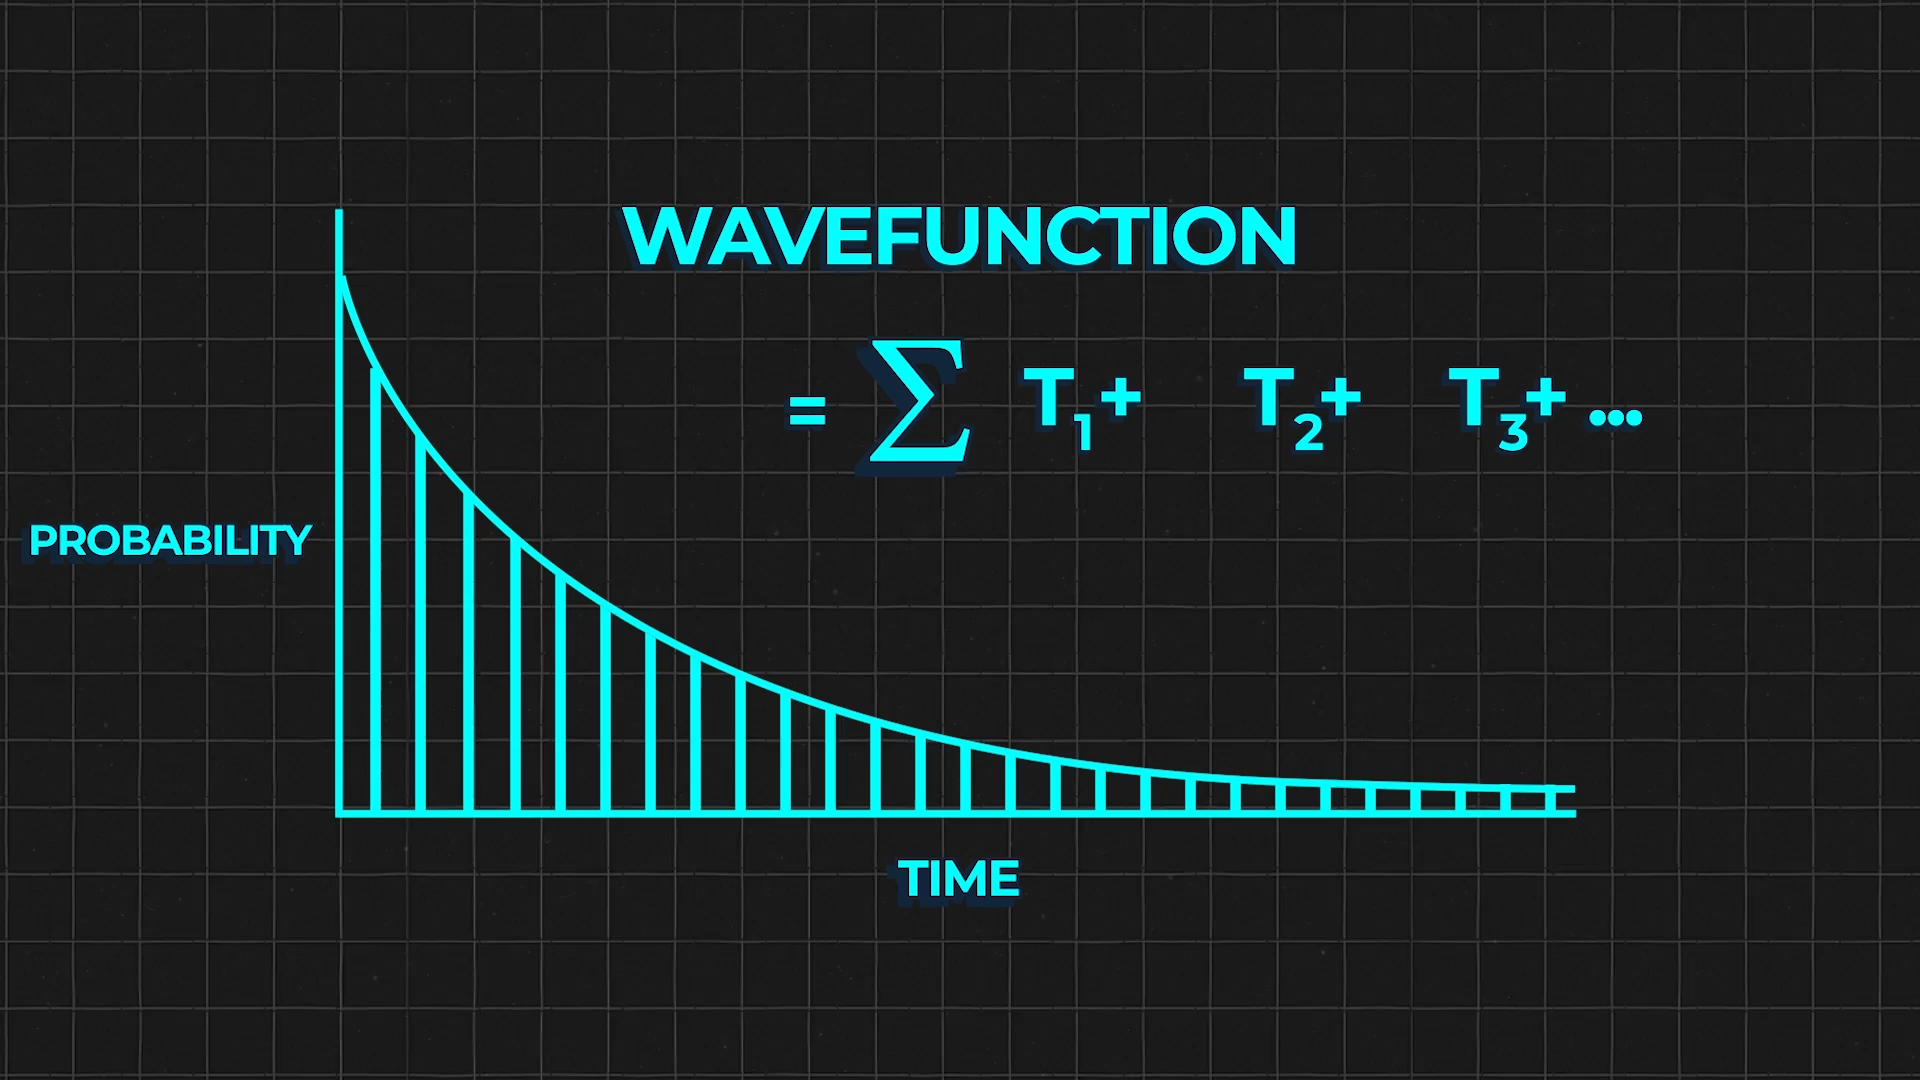 WAVEFUNCTION
= Σ T₁+ T₂+ T₃+ ...
PROBABILITY
TIME